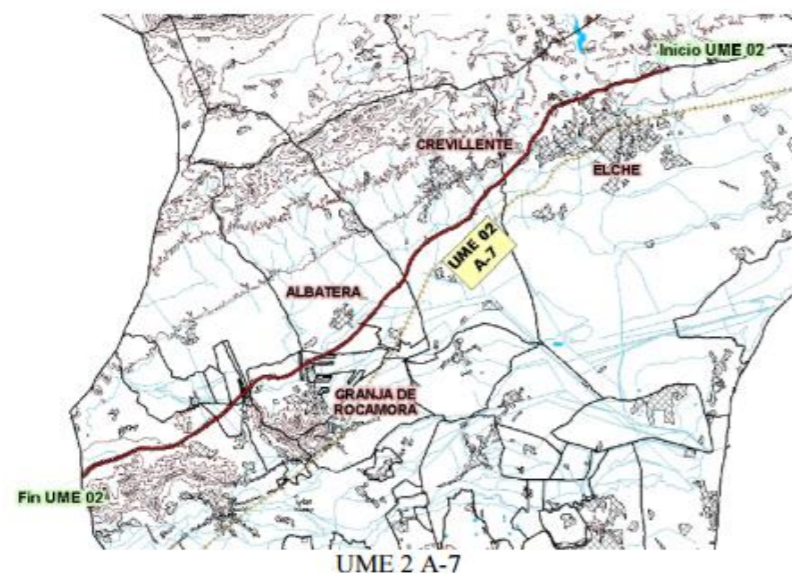 Inicio UME 02
CREVILLENTE
ELCHE
UME 02
A-7
ALBATERA
GRANJA DE
ROCAMORA
Fin UME 02
UME 2 A-7